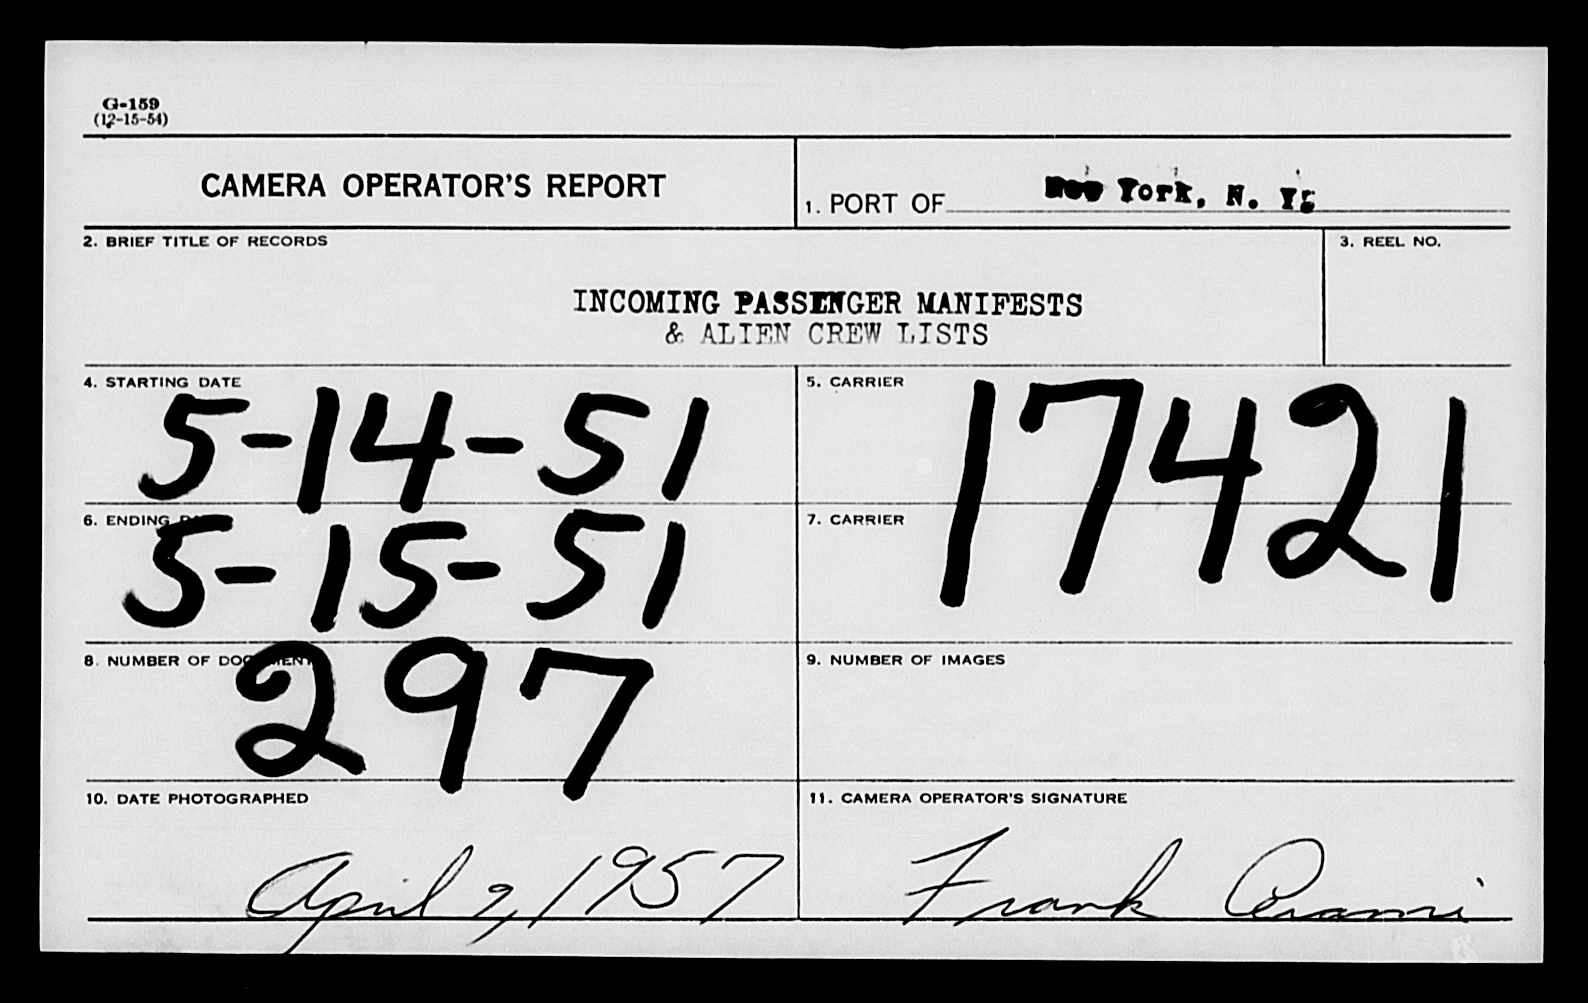 G-159
(12-15-54)
CAMERA OPERATOR'S REPORT
1. PORT OF New York, N. Y.
2. BRIEF TITLE OF RECORDS
3. REEL NO.
INCOMING PASSENGER MANIFESTS
& ALIEN CREW LISTS
4. STARTING DATE
5-14-51
5. CARRIER
17421
6. ENDING DATE
5-15-51
7. CARRIER
8. NUMBER OF DOCUMENTS
297
9. NUMBER OF IMAGES
10. DATE PHOTOGRAPHED
April 9, 1957
11. CAMERA OPERATOR'S SIGNATURE
Frank